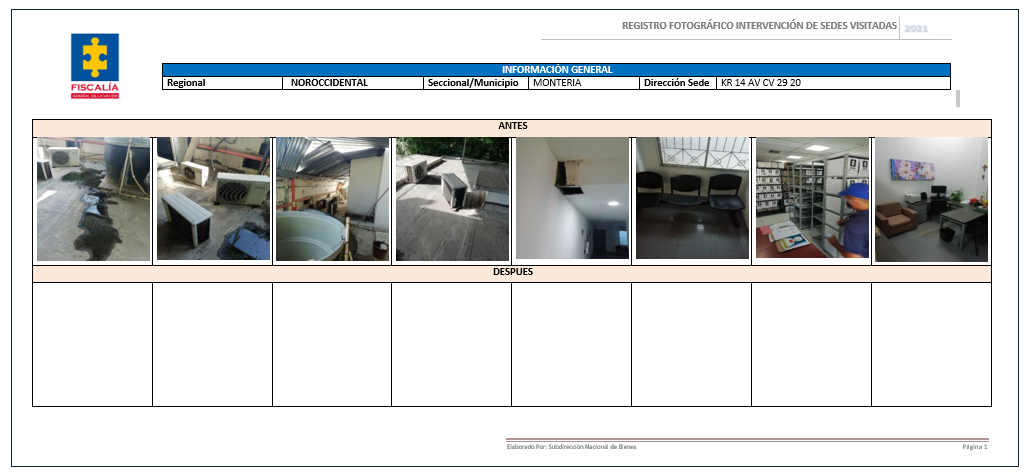 REGISTRO FOTOGRÁFICO INTERVENCIÓN DE SEDES VISITADAS 2021
FISCALÍA
GENERAL DE LA NACIÓN
INFORMACIÓN GENERAL
Regional NOROCCIDENTAL Seccional/Municipio MONTERIA Dirección Sede KR 14 AV CV 29 20
ANTES
DESPUES
Elaborado Por: Subdirección Nacional de Bienes Página 1